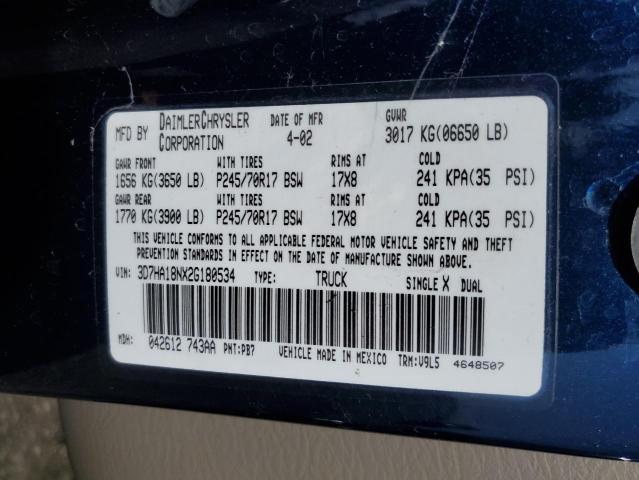 MFD BY DAIMLERCHRYSLER CORPORATION DATE OF MFR 4-02 GVWR 3017 KG(06650 LB)
GAWR FRONT WITH TIRES RIMS AT COLD
1656 KG(3650 LB) P245/70R17 BSW 17X8 241 KPA(35 PSI)
GAWR REAR WITH TIRES RIMS AT COLD
1770 KG(3900 LB) P245/70R17 BSW 17X8 241 KPA(35 PSI)
THIS VEHICLE CONFORMS TO ALL APPLICABLE FEDERAL MOTOR VEHICLE SAFETY AND THEFT
PREVENTION STANDARDS IN EFFECT ON THE DATE OF MANUFACTURE SHOWN ABOVE.
VIN: 3D7HA18NX2G180534 TYPE: TRUCK SINGLE X DUAL
MDH: 042612 743AA PNT:PB7 VEHICLE MADE IN MEXICO TRM:V9L5 4648507